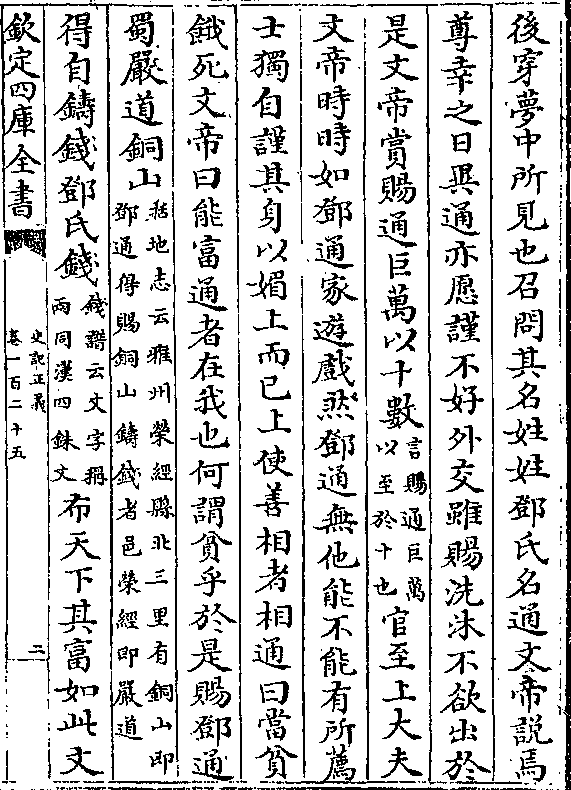 後穿夢中所見也召問其名姓姓鄧氏名通文帝説焉
尊幸之日異通亦愿謹不好外交雖賜洗沐不欲出於
是文帝賞賜通巨萬以十數言賜通巨萬以至於十也官至上大夫
文帝時時如鄧通家遊戲然鄧通無他能不能有所薦
士獨自謹其身以媚上而已上使善相者相通曰當貧
餓死文帝曰能富通者在我也何謂貧乎於是賜鄧通
蜀嚴道銅山括地志云雅州榮經縣北三里有銅山即鄧通得賜銅山鑄錢者邑榮經即嚴道
得自鑄錢鄧氏錢錢譜云文字稱兩同漢四銖文布天下其富如此文
欽定四庫全書
史記正義
卷一百二十五
二